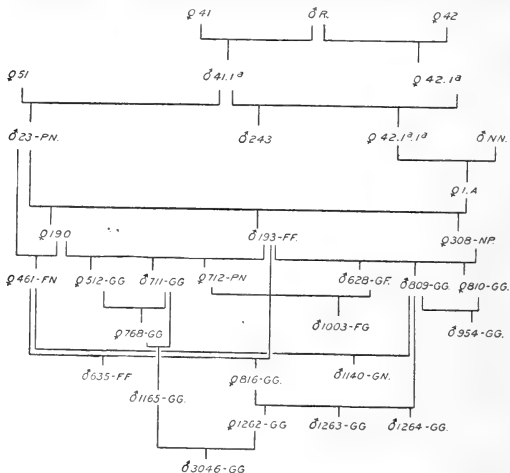 ♀41 ♂R. ♀42
♀51 ♂41.1ª ♀42.1ª
♂23-PN. ♂243 ♀42.1ª.1ª ♂NN.
♀1.A
♀190 ♂193-FF. ♀308-NP.
♀461-FN ♀512-GG ♂711-GG ♀712-PN ♂628-GF. ♂809-GG. ♀810-GG.
♀768-GG ♂1003-FG ♂954-GG.
♂635-FF ♀816-GG. ♂1140-GN.
♂1165-GG.
♀1262-GG ♂1263-GG ♂1264-GG.
♂3046-GG